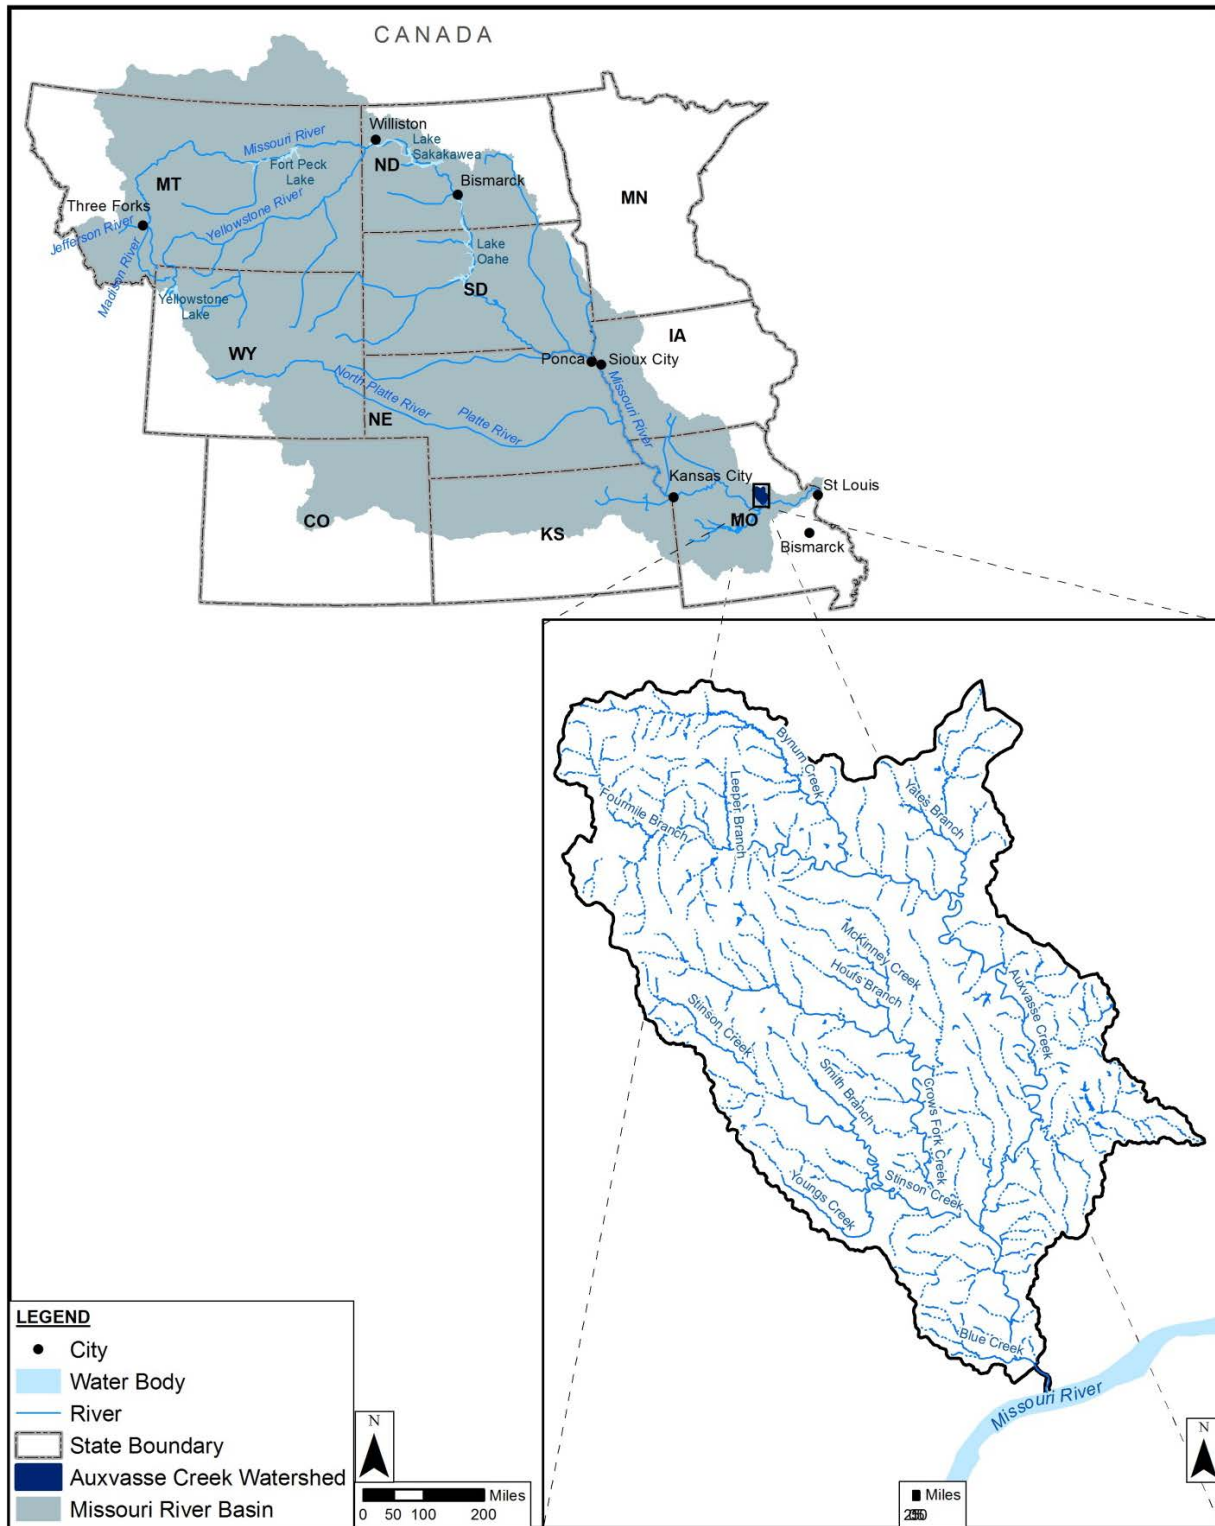 CANADA
Williston
Missouri River
Lake
Sakakawea
Fort Peck
Lake
ND
MT
Bismarck
MN
Three Forks
Yellowstone River
Jefferson River
Madison River
Lake
Oahe
Yellowstone
Lake
SD
IA
WY
Ponca
Sioux City
North Platte River
Missouri River
Platte River
NE
Kansas City
St Louis
CO
MO
KS
Bismarck
Bynum Creek
Leeper Branch
Yates Branch
Fourmile Branch
McKinney Creek
Houfs Branch
Auxvasse Creek
Stinson Creek
Smith Branch
Crows Fork Creek
Stinson Creek
Youngs Creek
Blue Creek
Missouri River
LEGEND
City
Water Body
River
State Boundary
Auxvasse Creek Watershed
Missouri River Basin
N
Miles
0 50 100 200
N
Miles